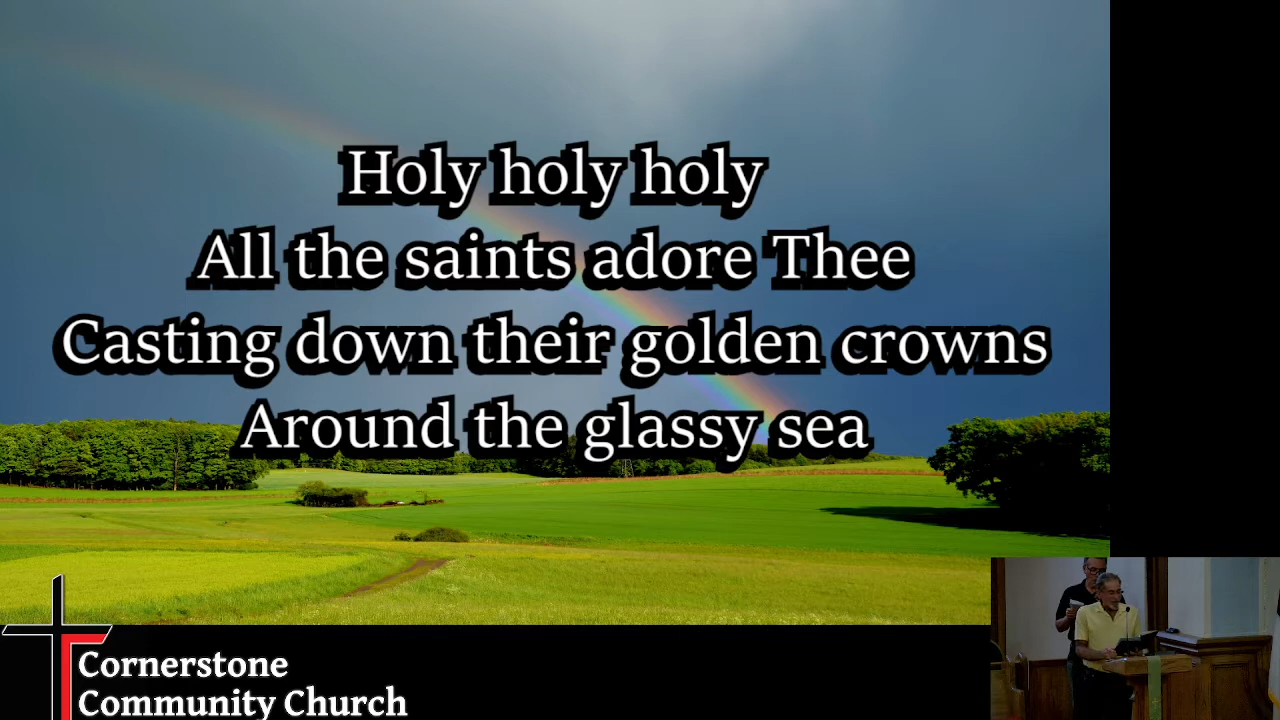 Holy holy holy
All the saints adore Thee
Casting down their golden crowns
Around the glassy sea
Cornerstone
Community Church